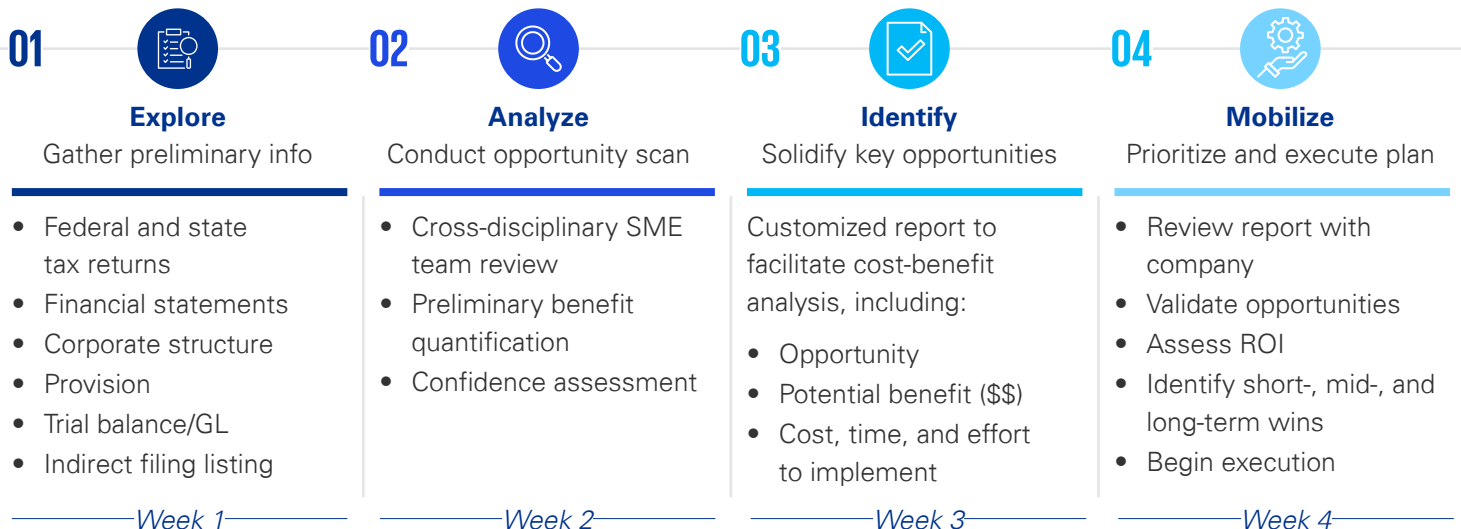 01
Explore
Gather preliminary info
• Federal and state
tax returns
• Financial statements
• Corporate structure
• Provision
• Trial balance/GL
• Indirect filing listing
Week 1
02
Analyze
Conduct opportunity scan
• Cross-disciplinary SME
team review
• Preliminary benefit
quantification
• Confidence assessment
Week 2
03
Identify
Solidify key opportunities
Customized report to
facilitate cost-benefit
analysis, including:
• Opportunity
• Potential benefit ($$)
• Cost, time, and effort
to implement
Week 3
04
Mobilize
Prioritize and execute plan
• Review report with
company
• Validate opportunities
• Assess ROI
• Identify short-, mid-, and
long-term wins
• Begin execution
Week 4